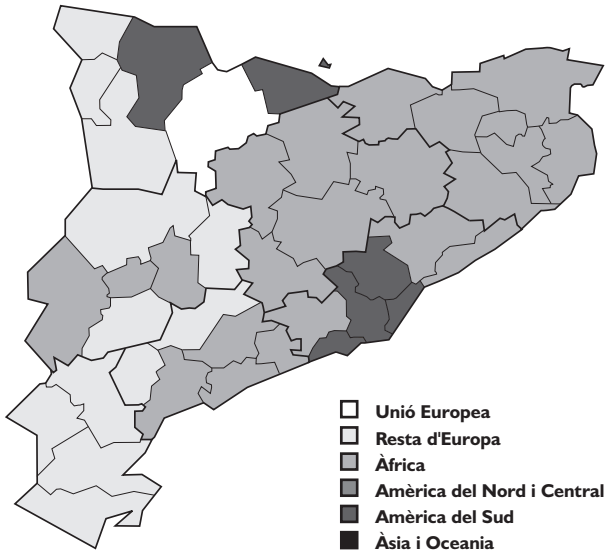 Unió Europea
Resta d'Europa
Àfrica
Amèrica del Nord i Central
Amèrica del Sud
Àsia i Oceania